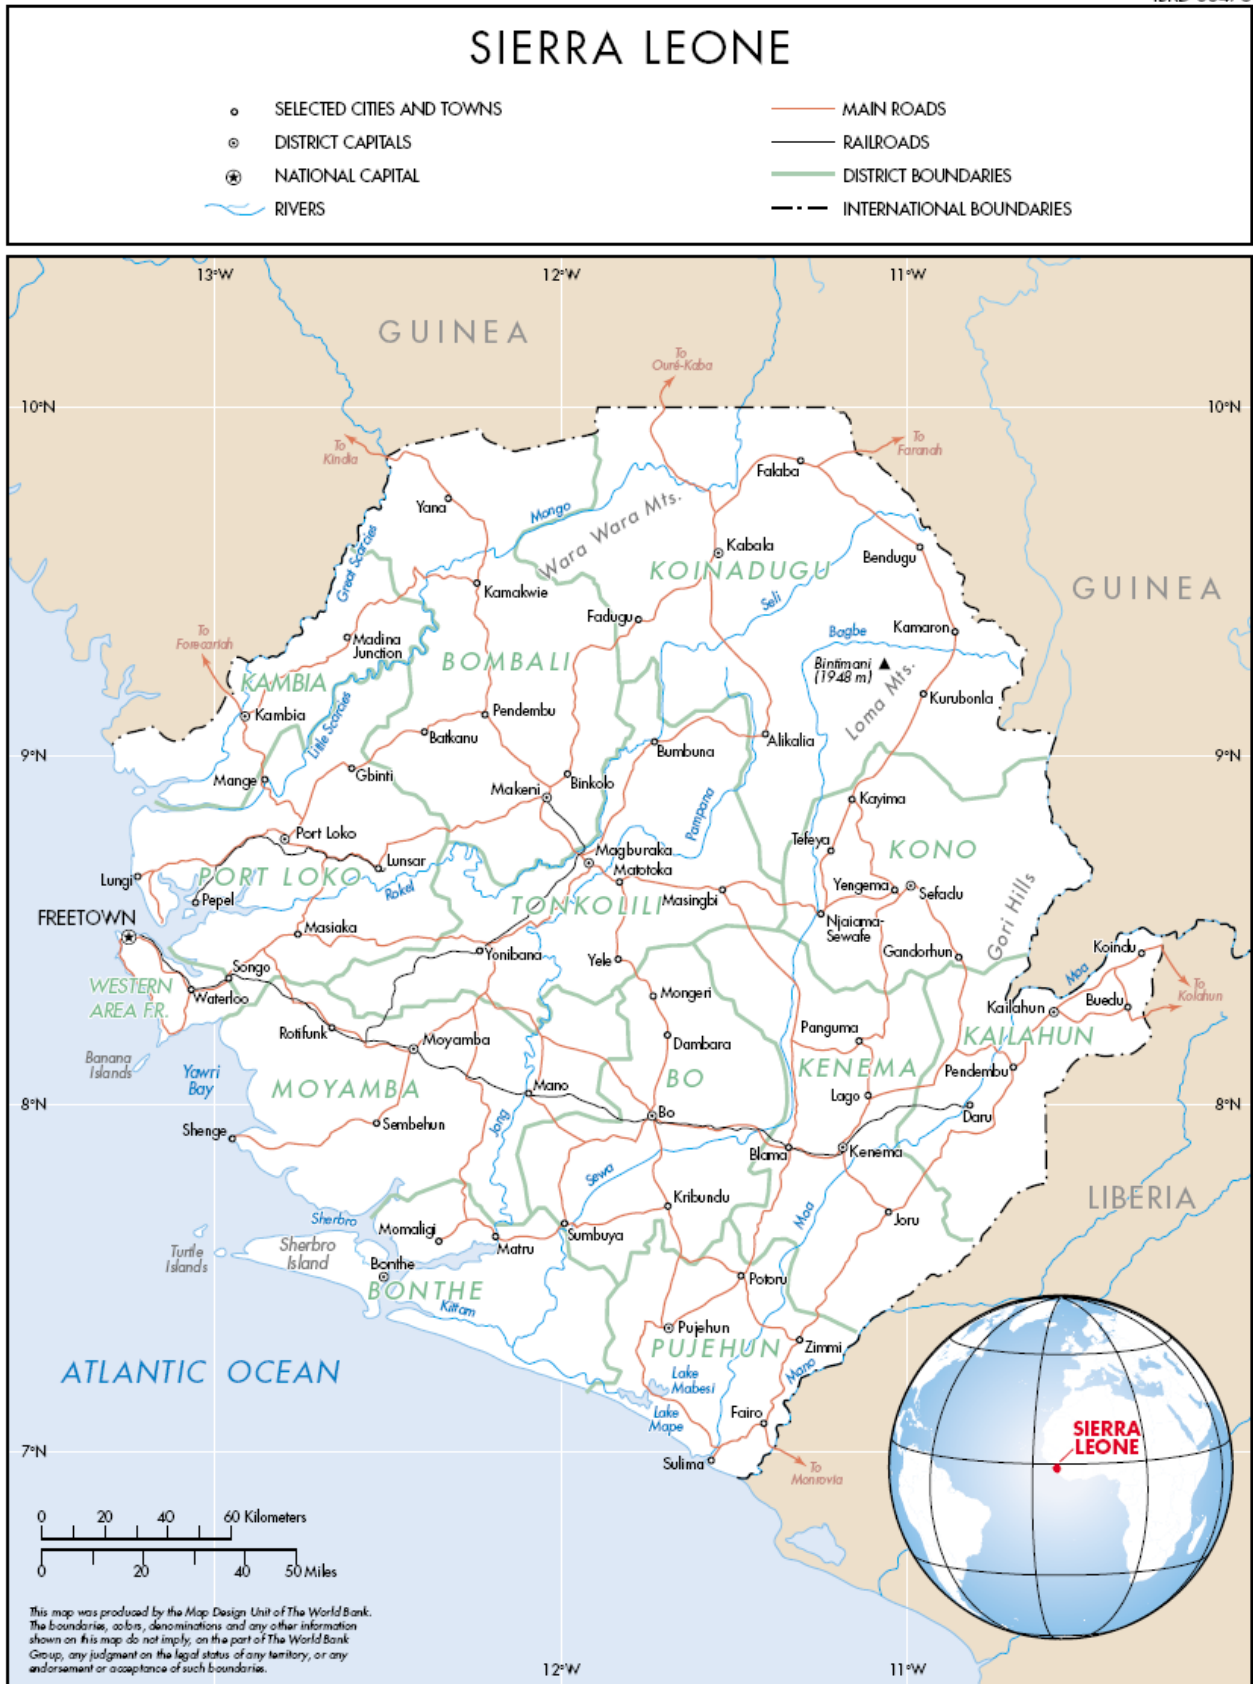 SIERRA LEONE
SELECTED CITIES AND TOWNS
DISTRICT CAPITALS
NATIONAL CAPITAL
RIVERS
MAIN ROADS
RAILROADS
DISTRICT BOUNDARIES
INTERNATIONAL BOUNDARIES
13°W
12°W
11°W
GUINEA
To
Ouré-Kaba
10°N
10°N
To
Kindia
To
Faranah
Falaba
Yana
Mongo
Wara Wara Mts.
Great Scarcies
Kabala
KOINADUGU
Bendugu
GUINEA
Kamakwie
Seli
Fadugu
Kamaron
To
Forecariah
Madina
Junction
Bagbe
BOMBALI
Bintimani
(1948 m)
Loma Mts.
KAMBIA
Kambia
Little Scarcies
Pendembu
Kurubonla
Batkanu
Bumbuna
Alikalia
9°N
9°N
Mange
Gbinti
Binkolo
Makeni
Pampana
Kayima
Port Loko
Tefeya
KONO
Magburaka
Lunsar
Matotoka
Lungi
PORT LOKO
Rokel
Pepel
TONKOLILI
Masingbi
Yengema
Sefadu
Gori Hills
FREETOWN
Masiaka
Njaiama-
Sewafe
Yonibana
Yele
Gandorhun
Koindu
Songo
Moa
WESTERN
AREA F.R.
Waterloo
Mongeri
Kailahun
Buedu
To
Kolahun
Rotifunk
Moyamba
Dambara
Panguma
KAILAHUN
Banana
Islands
Yawri
Bay
MOYAMBA
Mano
BO
KENEMA
Pendembu
Lago
8°N
8°N
Bo
Daru
Shenge
Sembehun
Jong
Blama
Kenema
Sewa
Kribundu
Moa
LIBERIA
Sherbro
Momaligi
Joru
Turtle
Islands
Sherbro
Island
Matru
Sumbuya
Bonthe
BONTHE
Potoru
Kittam
Pujehun
PUJEHUN
Zimmi
ATLANTIC OCEAN
Lake
Mabesi
Mano
Lake
Mape
Fairo
7°N
Sulima
To
Monrovia
SIERRA
LEONE
0 20 40 60 Kilometers
0 20 40 50 Miles
This map was produced by the Map Design Unit of The World Bank.
The boundaries, colors, denominations and any other information
shown on this map do not imply, on the part of The World Bank
Group, any judgment on the legal status of any territory, or any
endorsement or acceptance of such boundaries.
12°W
11°W